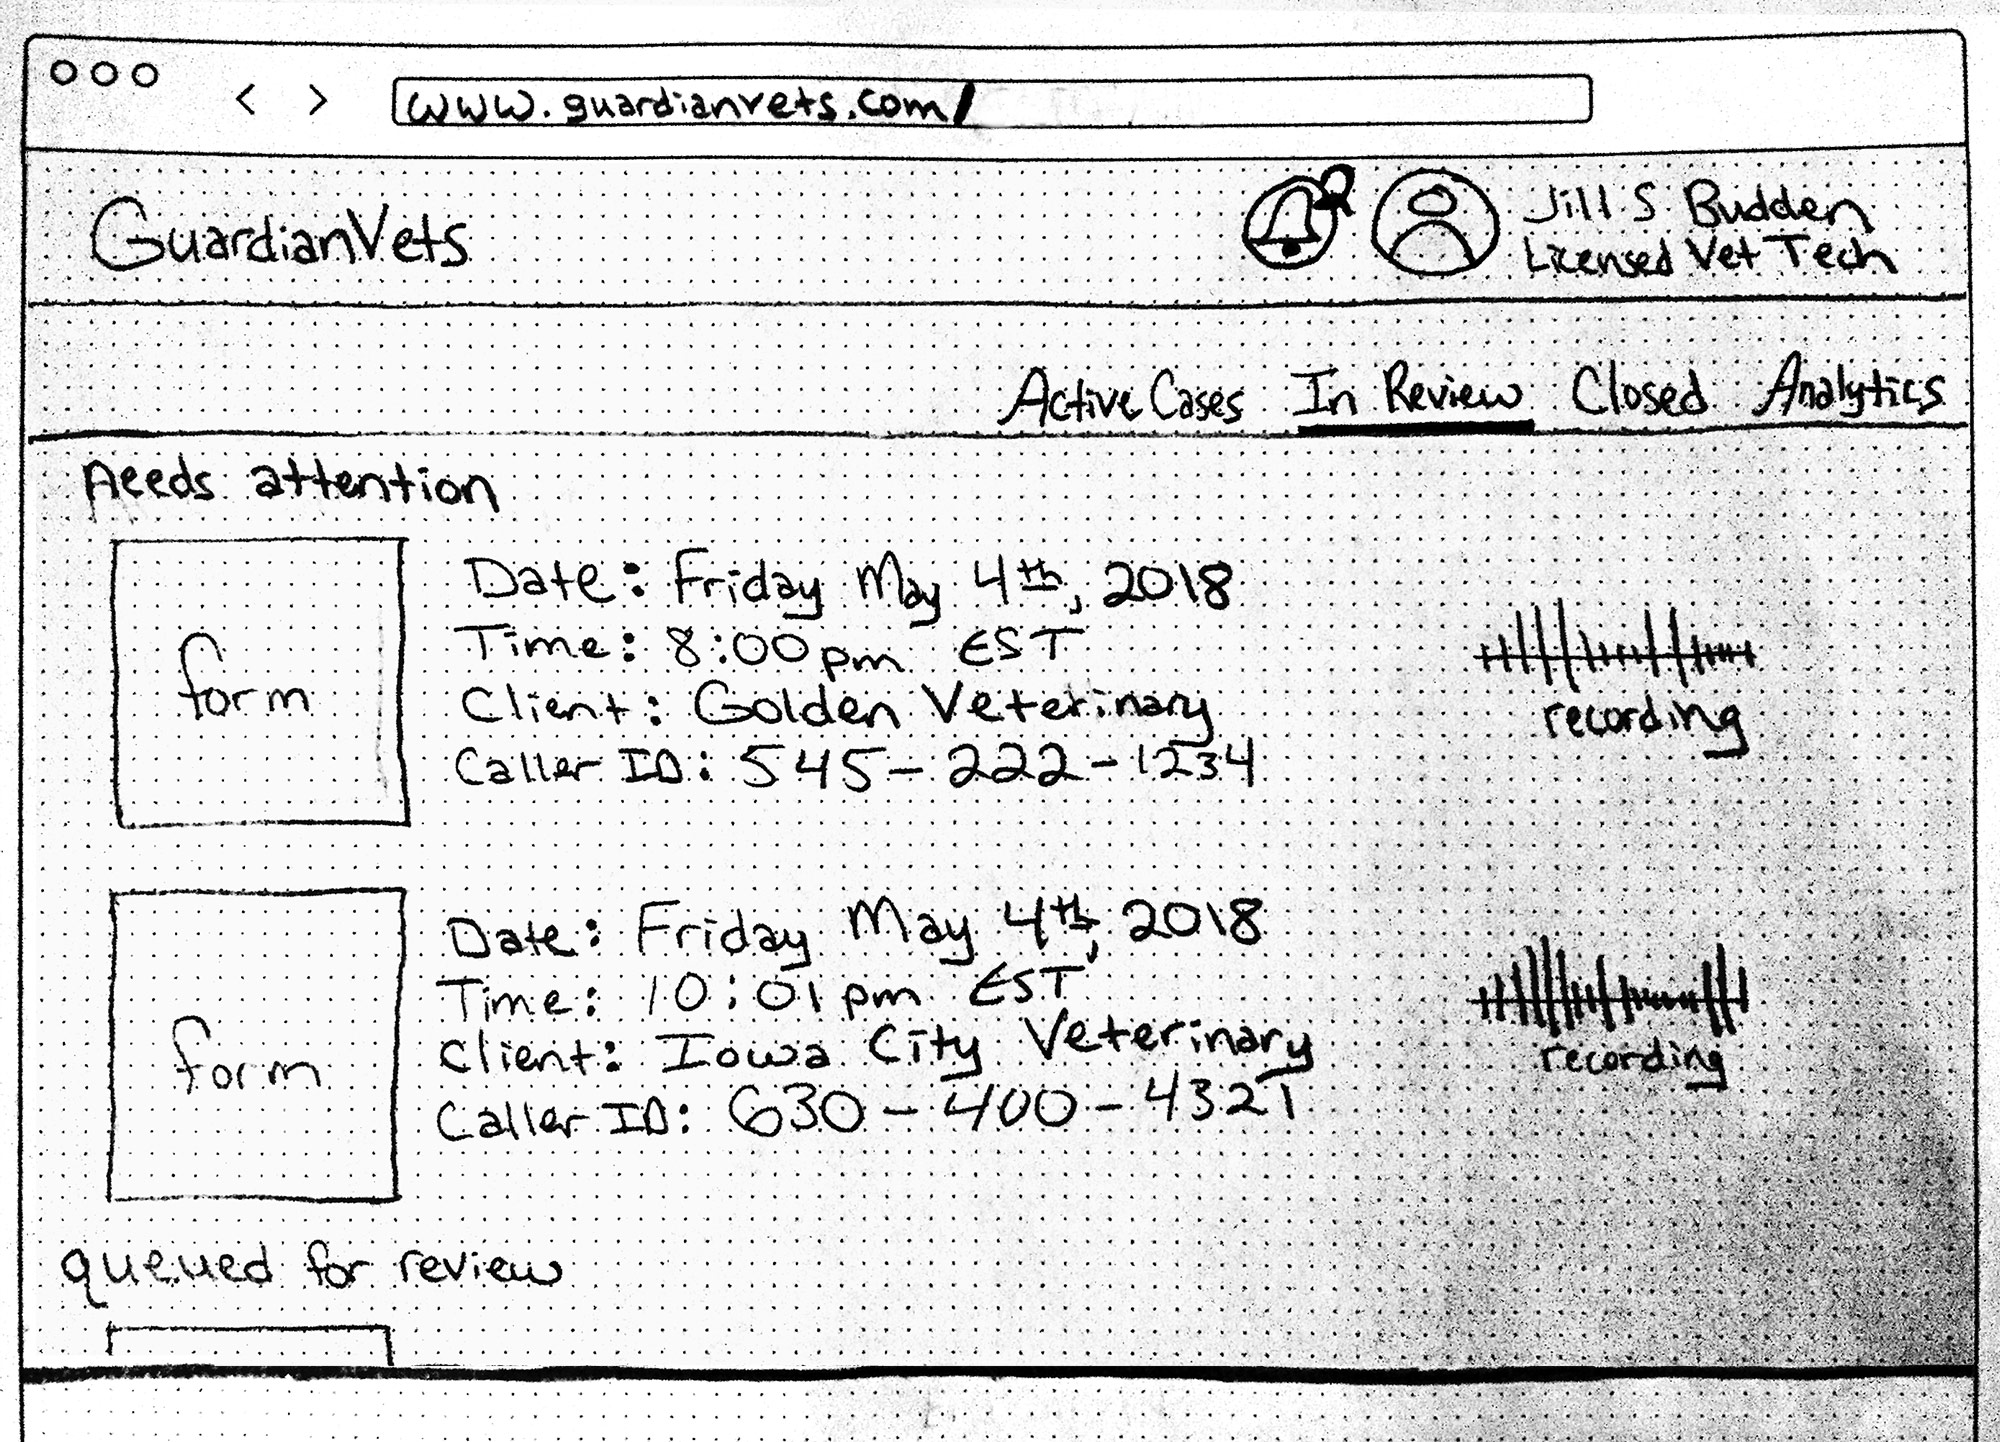 www.guardianvets.com/
GuardianVets
Jill S Budden
Licensed Vet Tech
Active Cases In Review Closed Analytics
Needs attention
form
Date: Friday May 4th, 2018
Time: 8:00pm EST
Client: Golden Veterinary
Caller ID: 545-222-1234
recording
form
Date: Friday May 4th, 2018
Time: 10:01pm EST
Client: Iowa City Veterinary
Caller ID: 630-400-4321
recording
queued for review